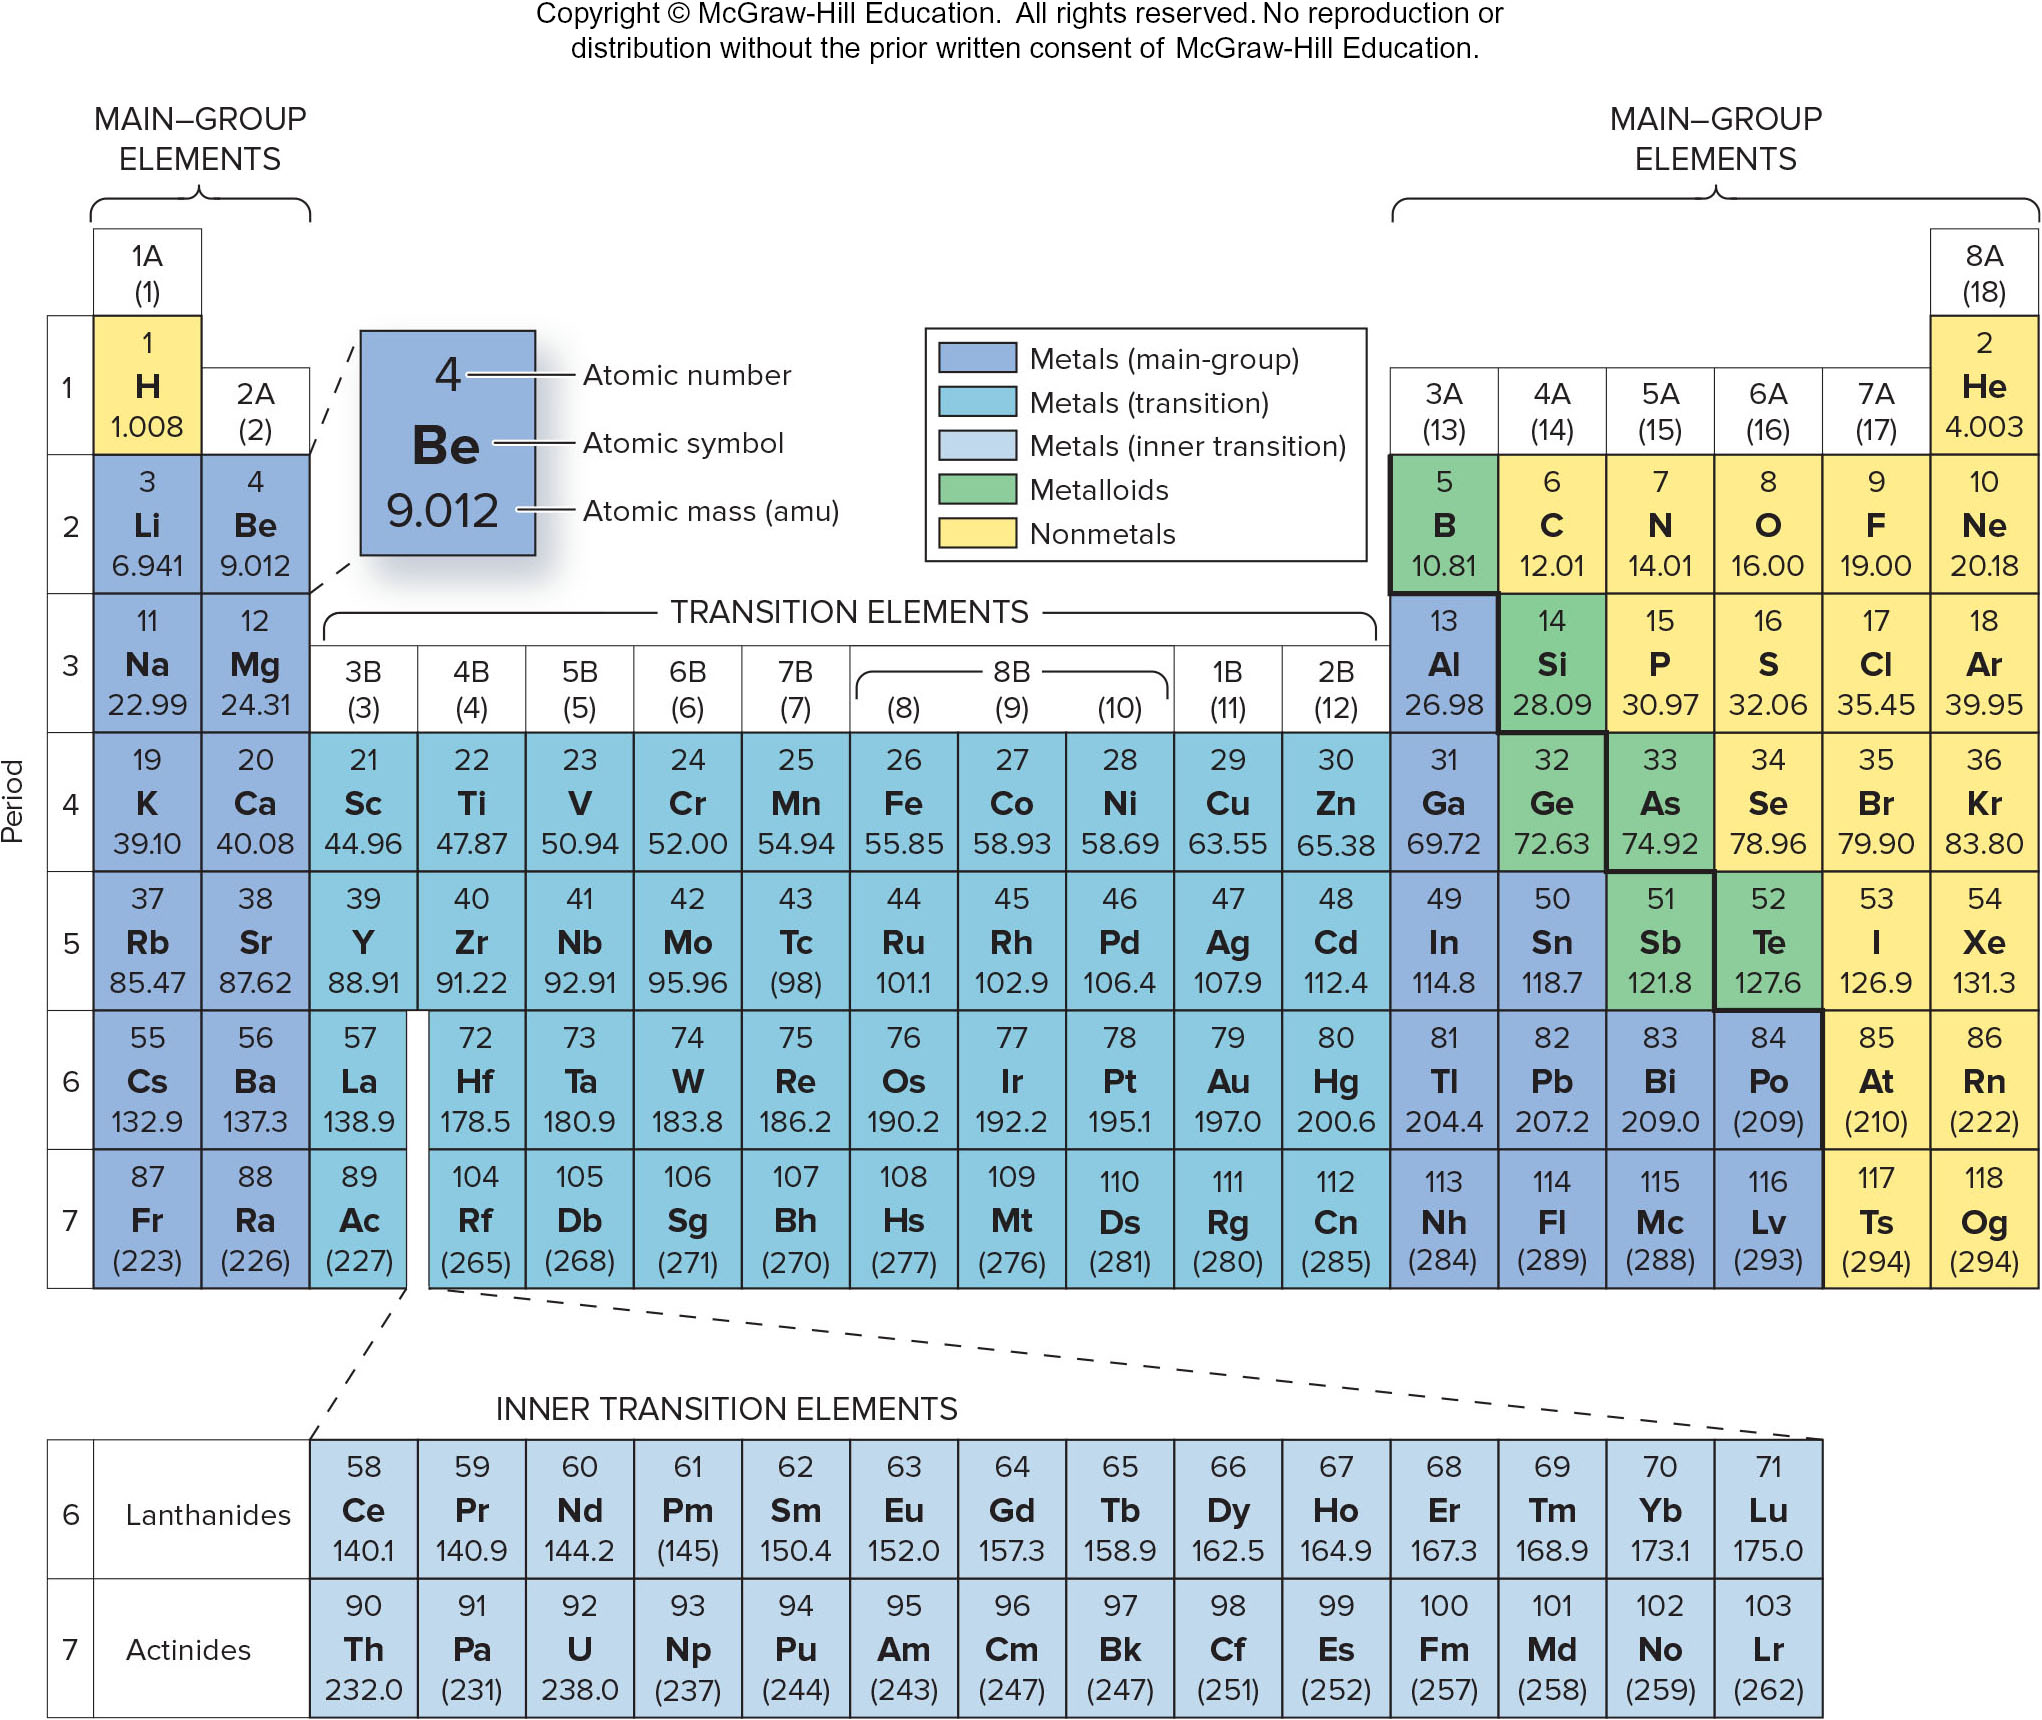 Copyright © McGraw-Hill Education.  All rights reserved. No reproduction or
distribution without the prior written consent of McGraw-Hill Education.
MAIN–GROUP
ELEMENTS
MAIN–GROUP
ELEMENTS
1A
(1)
8A
(18)
1
1
H
1.008
2A
(2)
4
Be
9.012
Atomic number
Atomic symbol
Atomic mass (amu)
Metals (main-group)
Metals (transition)
Metals (inner transition)
Metalloids
Nonmetals
3A 4A 5A 6A 7A
(13) (14) (15) (16) (17)
2
He
4.003
2
3 4 5 6 7 8 9 10
Li Be B C N O F Ne
6.941 9.012 10.81 12.01 14.01 16.00 19.00 20.18
TRANSITION ELEMENTS
3B 4B 5B 6B 7B 8B 1B 2B
(3) (4) (5) (6) (7) (8) (9) (10) (11) (12)
3
11 12 13 14 15 16 17 18
Na Mg Al Si P S Cl Ar
22.99 24.31 26.98 28.09 30.97 32.06 35.45 39.95
Period
4
19 20 21 22 23 24 25 26 27 28 29 30 31 32 33 34 35 36
K Ca Sc Ti V Cr Mn Fe Co Ni Cu Zn Ga Ge As Se Br Kr
39.10 40.08 44.96 47.87 50.94 52.00 54.94 55.85 58.93 58.69 63.55 65.38 69.72 72.63 74.92 78.96 79.90 83.80
5
37 38 39 40 41 42 43 44 45 46 47 48 49 50 51 52 53 54
Rb Sr Y Zr Nb Mo Tc Ru Rh Pd Ag Cd In Sn Sb Te I Xe
85.47 87.62 88.91 91.22 92.91 95.96 (98) 101.1 102.9 106.4 107.9 112.4 114.8 118.7 121.8 127.6 126.9 131.3
6
55 56 57 72 73 74 75 76 77 78 79 80 81 82 83 84 85 86
Cs Ba La Hf Ta W Re Os Ir Pt Au Hg Tl Pb Bi Po At Rn
132.9 137.3 138.9 178.5 180.9 183.8 186.2 190.2 192.2 195.1 197.0 200.6 204.4 207.2 209.0 (209) (210) (222)
7
87 88 89 104 105 106 107 108 109 110 111 112 113 114 115 116 117 118
Fr Ra Ac Rf Db Sg Bh Hs Mt Ds Rg Cn Nh Fl Mc Lv Ts Og
(223) (226) (227) (265) (268) (271) (270) (277) (276) (281) (280) (285) (284) (289) (288) (293) (294) (294)
INNER TRANSITION ELEMENTS
6
Lanthanides
58 59 60 61 62 63 64 65 66 67 68 69 70 71
Ce Pr Nd Pm Sm Eu Gd Tb Dy Ho Er Tm Yb Lu
140.1 140.9 144.2 (145) 150.4 152.0 157.3 158.9 162.5 164.9 167.3 168.9 173.1 175.0
7
Actinides
90 91 92 93 94 95 96 97 98 99 100 101 102 103
Th Pa U Np Pu Am Cm Bk Cf Es Fm Md No Lr
232.0 (231) 238.0 (237) (244) (243) (247) (247) (251) (252) (257) (258) (259) (262)